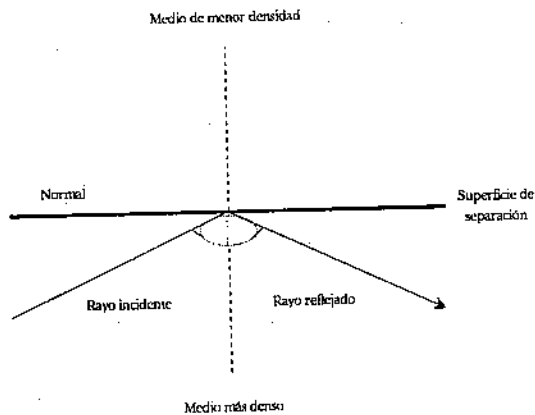 Medio de menor densidad
Normal
Superficie de
separación
Rayo incidente
Rayo reflejado
Medio más denso